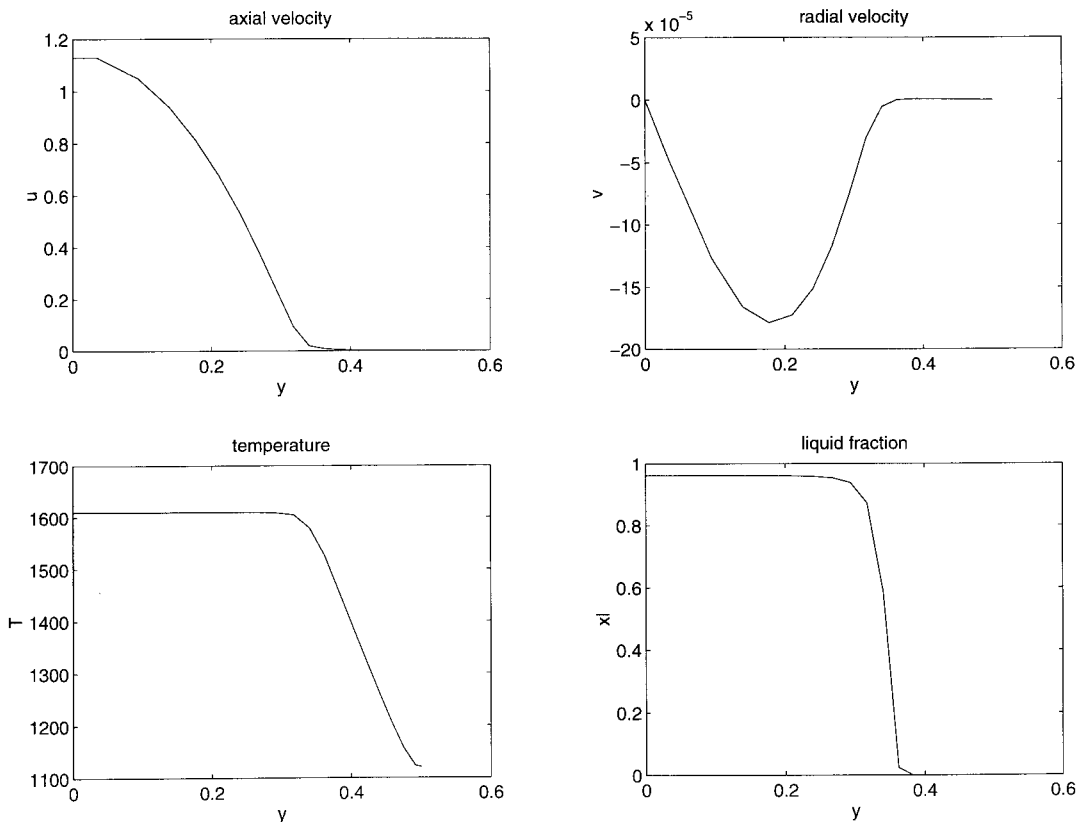 axial velocity
1.2
1
0.8
0.6
0.4
0.2
0
u
0 0.2 0.4 0.6
y
radial velocity
x 10⁻⁵
5
0
−5
−10
−15
−20
v
0 0.2 0.4 0.6
y
temperature
1700
1600
1500
1400
1300
1200
1100
T
0 0.2 0.4 0.6
y
liquid fraction
1
0.8
0.6
0.4
0.2
0
xl
0 0.2 0.4 0.6
y